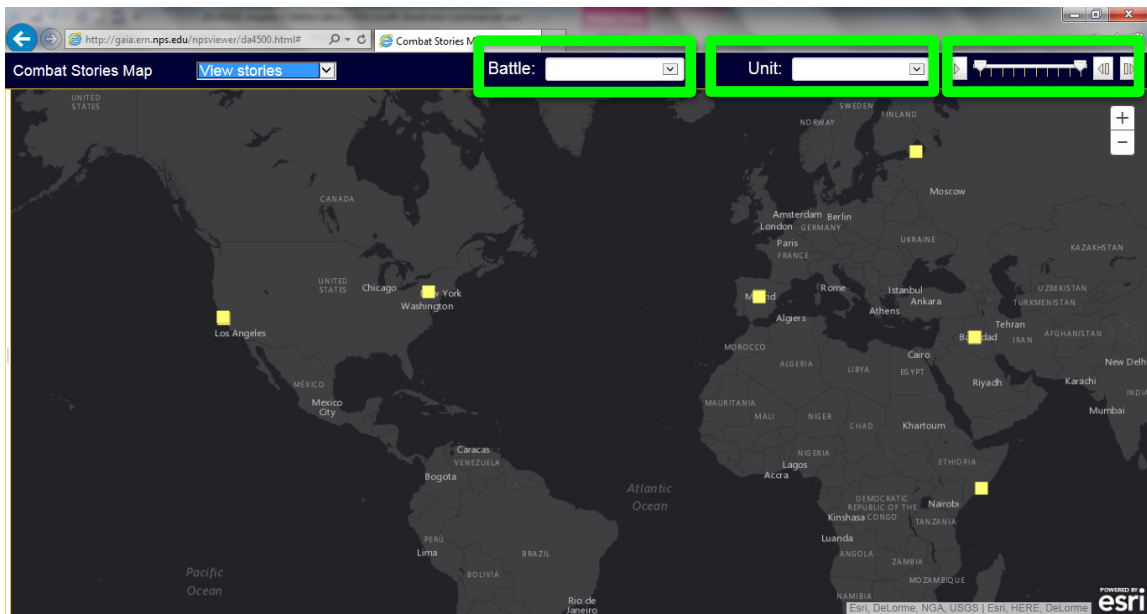 http://gaia.ern.nps.edu/npsviewer/da4500.html#
Combat Stories M
Combat Stories Map
View stories
Battle:
Unit:
UNITED
STATES
SWEDEN
FINLAND
NORWAY
+
−
Moscow
CANADA
Amsterdam Berlin
London GERMANY
Paris
FRANCE
UKRAINE
KAZAKHSTAN
UNITED
STATES
Chicago
York
Washington
Rome
Istanbul
Ankara
Athens
UZBEKISTAN
TURKMENISTAN
Los Angeles
Algiers
Tehran
IRAN
AFGHANISTAN
MOROCCO
Cairo
New Delh
ALGERIA
LIBYA
EGYPT
Riyadh
Karachi
INDIA
MÉXICO
Mexico
City
Mumbai
MAURITANIA
MALI
NIGER
CHAD
Khartoum
Caracas
VENEZUELA
Bogota
NIGERIA
Lagos
Accra
ETHIOPIA
Atlantic
Ocean
DEMOCRATIC
REPUBLIC OF THE
CONGO
Kinshasa
Nairobi
TANZANIA
Luanda
PERÚ
Lima
BRAZIL
ANGOLA
ZAMBIA
BOLIVIA
MOZAMBIQUE
Pacific
Ocean
Rio de
Janeiro
NAMIBIA
POWERED BY
esri
Esri, DeLorme, NGA, USGS | Esri, HERE, DeLorme